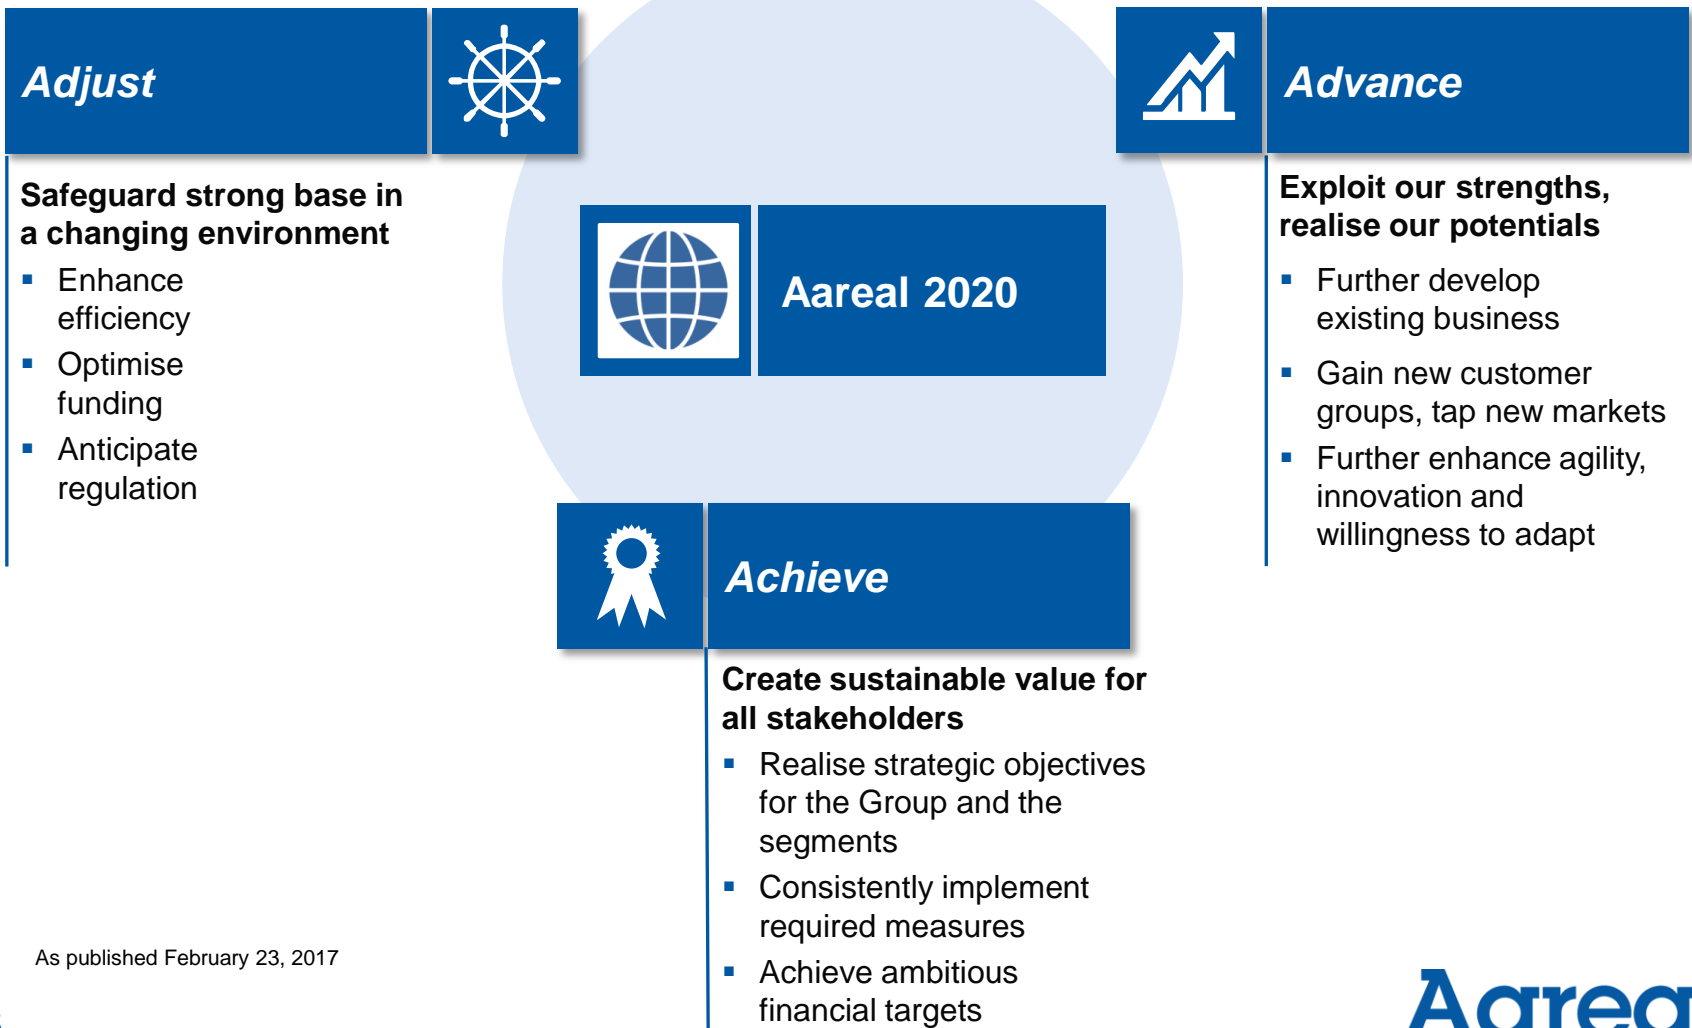 Adjust
Safeguard strong base in
a changing environment
▪ Enhance
efficiency
▪ Optimise
funding
▪ Anticipate
regulation
Aareal 2020
Advance
Exploit our strengths,
realise our potentials
▪ Further develop
existing business
▪ Gain new customer
groups, tap new markets
▪ Further enhance agility,
innovation and
willingness to adapt
Achieve
Create sustainable value for
all stakeholders
▪ Realise strategic objectives
for the Group and the
segments
▪ Consistently implement
required measures
▪ Achieve ambitious
financial targets
As published February 23, 2017
Aarea